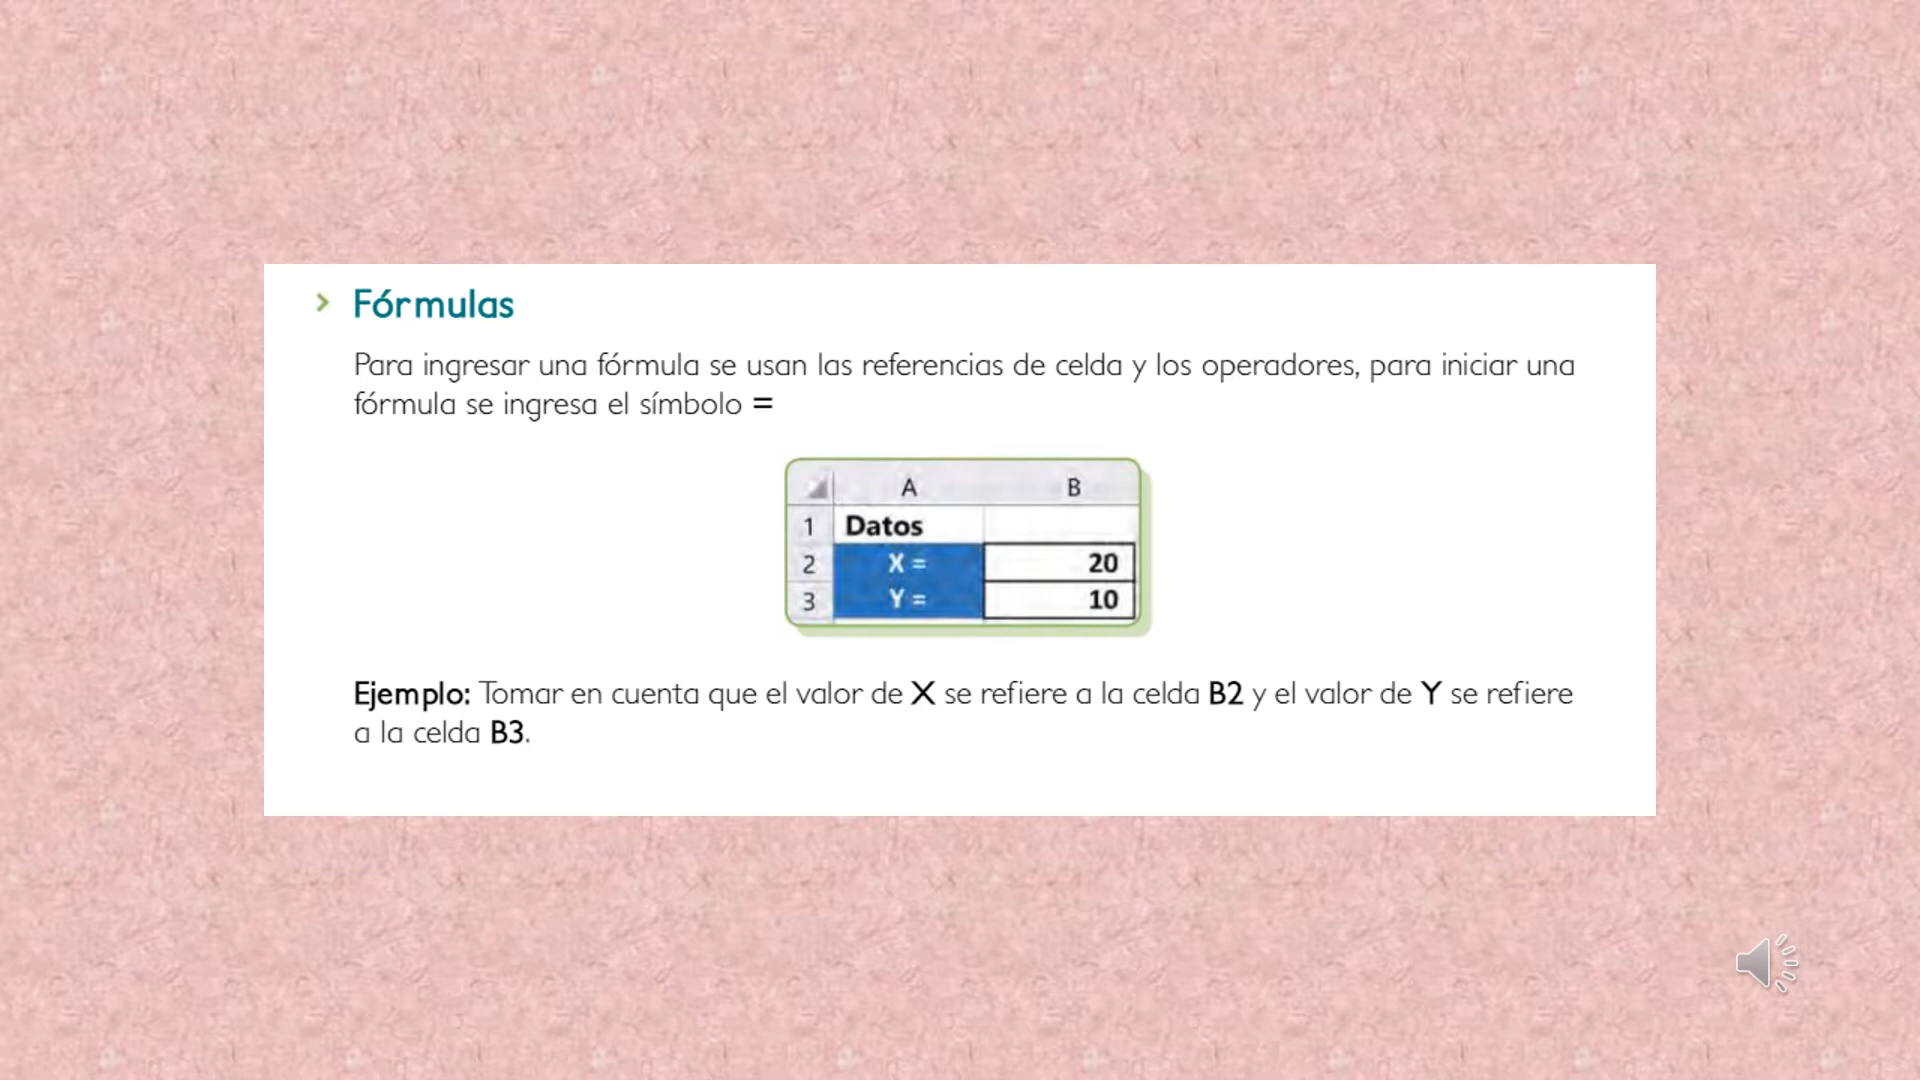 Fórmulas
Para ingresar una fórmula se usan las referencias de celda y los operadores, para iniciar una
fórmula se ingresa el símbolo =
A B
1 Datos
2 X = 20
3 Y = 10
Ejemplo: Tomar en cuenta que el valor de X se refiere a la celda B2 y el valor de Y se refiere
a la celda B3.